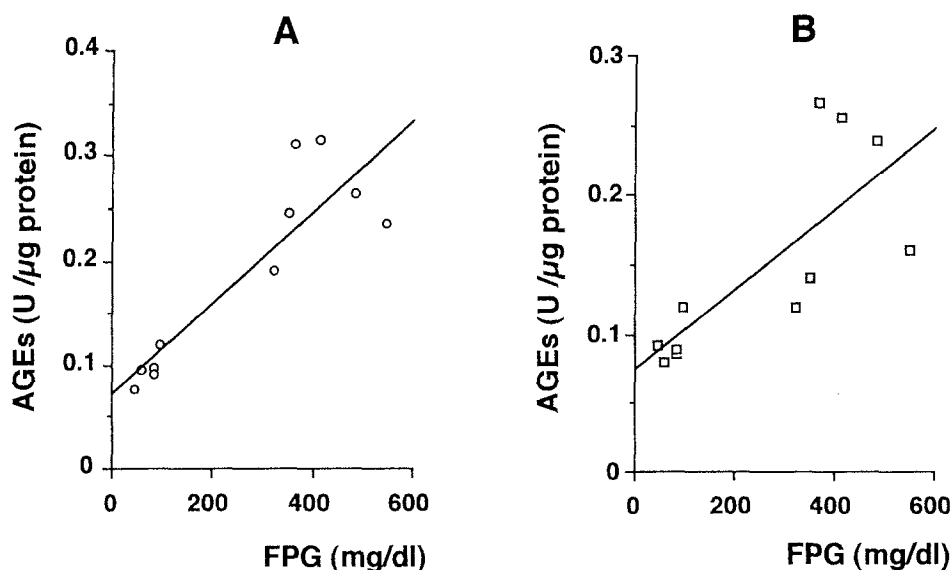 A
AGEs (U /µg protein)
0.4
0.3
0.2
0.1
0
0 200 400 600
FPG (mg/dl)
B
AGEs (U /µg protein)
0.3
0.2
0.1
0
0 200 400 600
FPG (mg/dl)